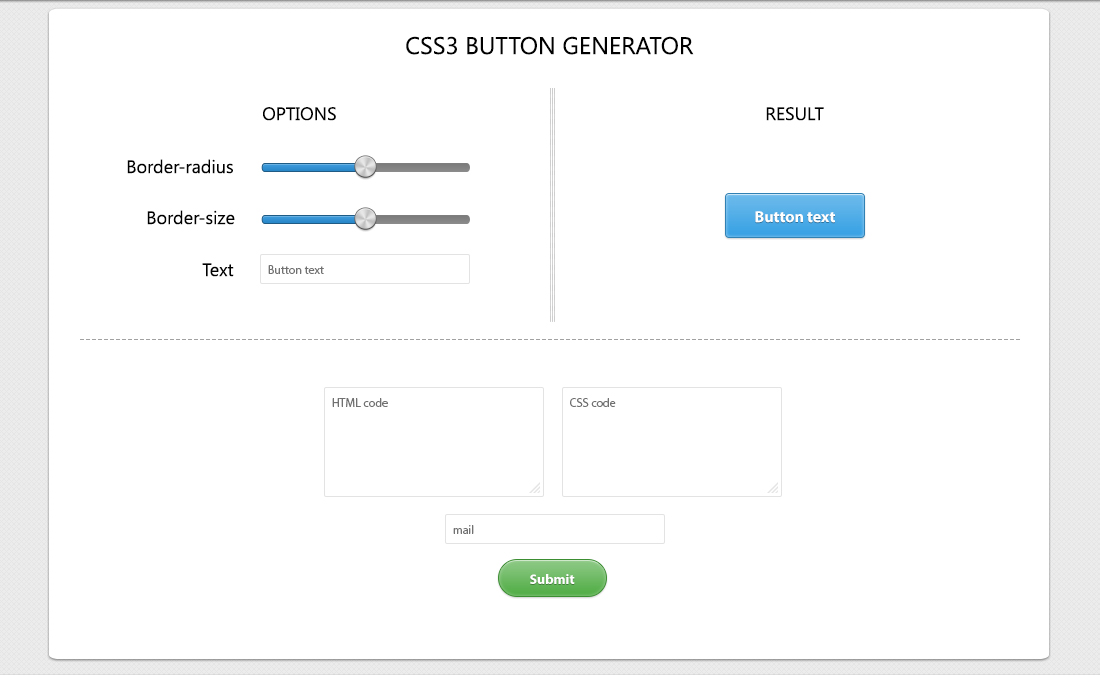 CSS3 BUTTON GENERATOR
OPTIONS
Border-radius
Border-size
Text
Button text
RESULT
Button text
HTML code
CSS code
mail
Submit